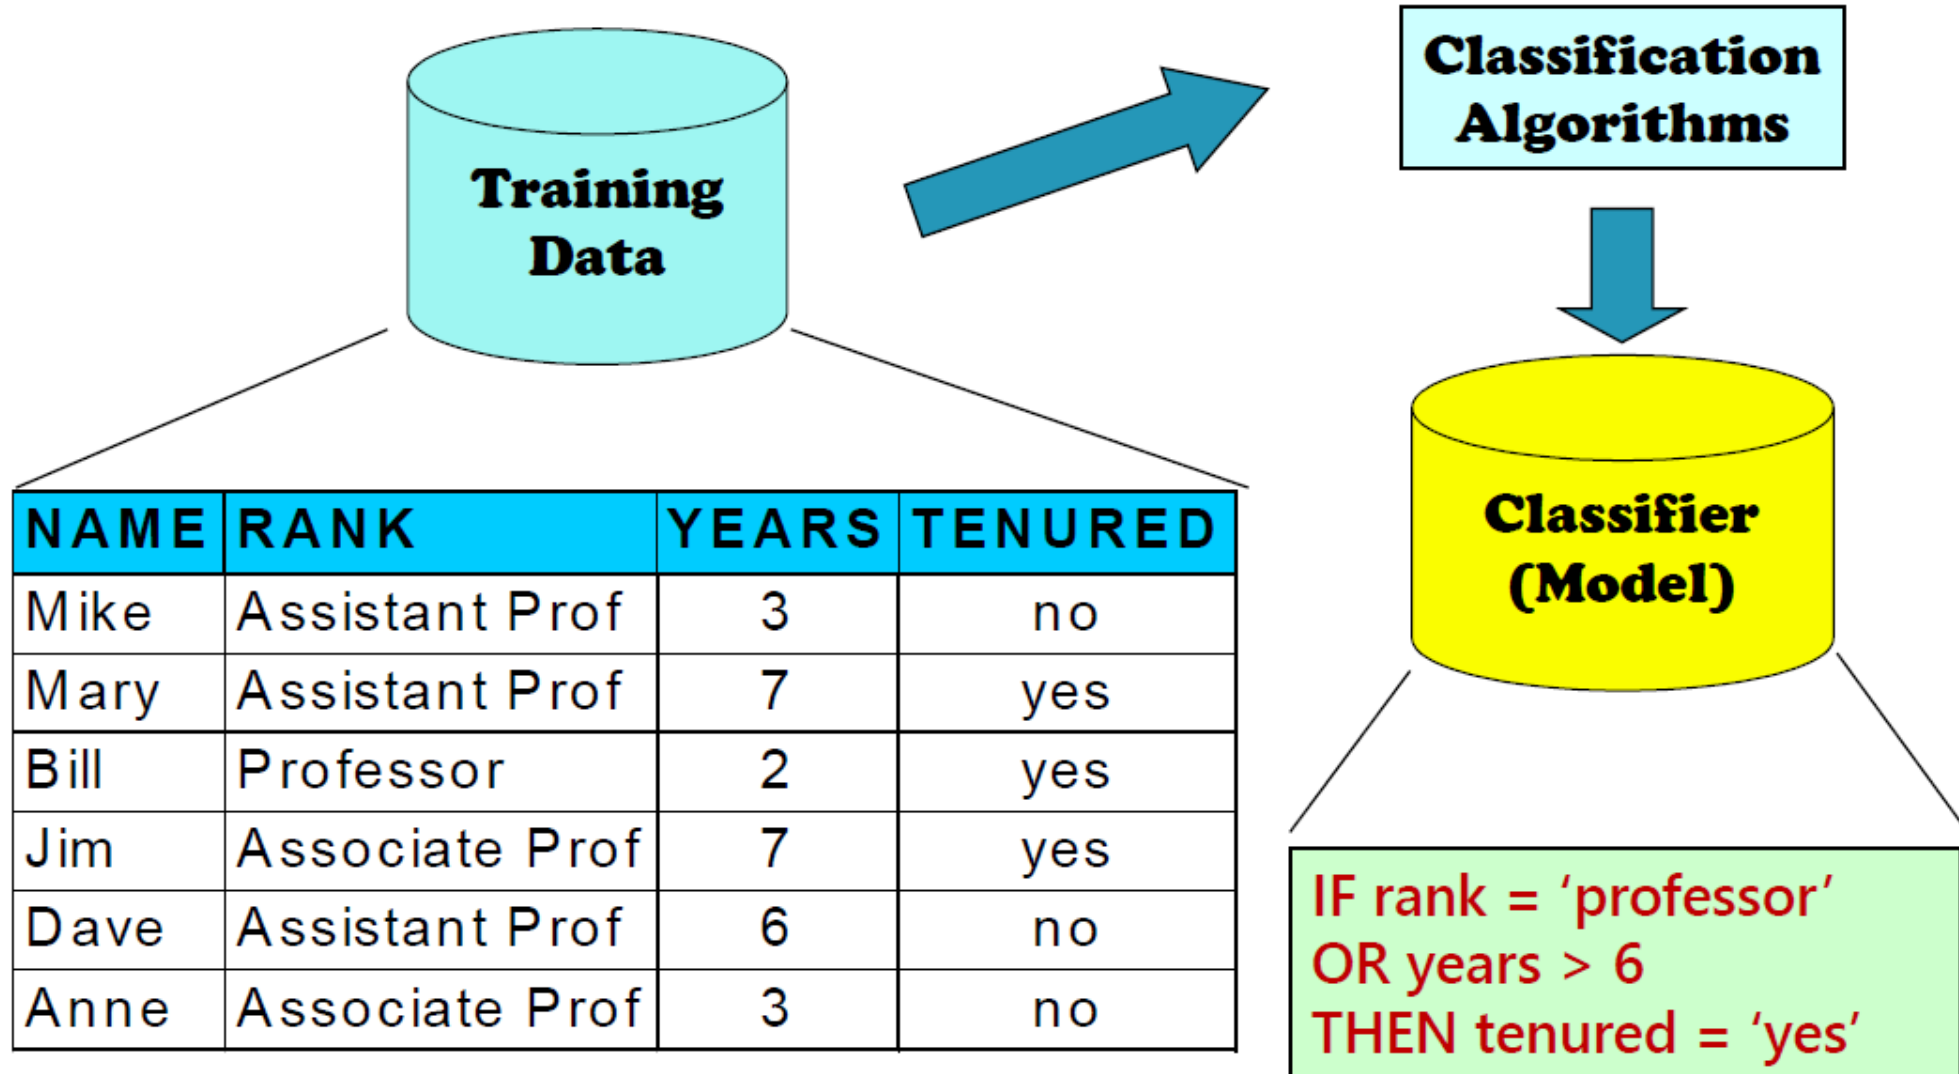 Training
Data
Classification
Algorithms
NAME RANK YEARS TENURED
Mike Assistant Prof 3 no
Mary Assistant Prof 7 yes
Bill Professor 2 yes
Jim Associate Prof 7 yes
Dave Assistant Prof 6 no
Anne Associate Prof 3 no
Classifier
(Model)
IF rank = ‘professor’
OR years > 6
THEN tenured = ‘yes’